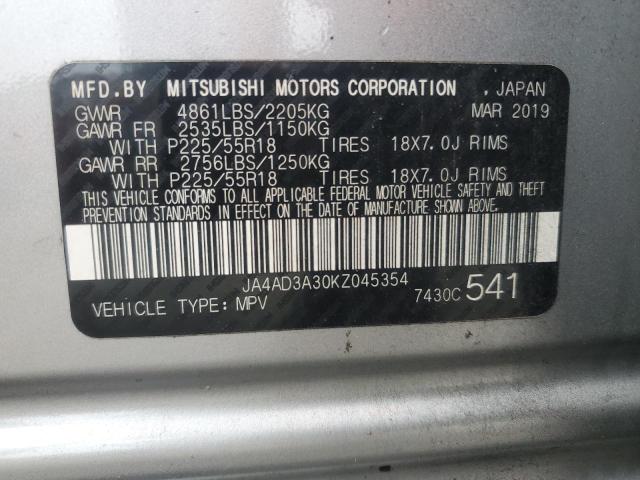 MFD.BY MITSUBISHI MOTORS CORPORATION , JAPAN
GVWR 4861LBS/2205KG MAR 2019
GAWR FR 2535LBS/1150KG
WITH P225/55R18 TIRES 18X7.0J RIMS
GAWR RR 2756LBS/1250KG
WITH P225/55R18 TIRES 18X7.0J RIMS
THIS VEHICLE CONFORMS TO ALL APPLICABLE FEDERAL MOTOR VEHICLE SAFETY AND THEFT
PREVENTION STANDARDS IN EFFECT ON THE DATE OF MANUFACTURE SHOWN ABOVE.
JA4AD3A30KZ045354
VEHICLE TYPE: MPV 7430C 541